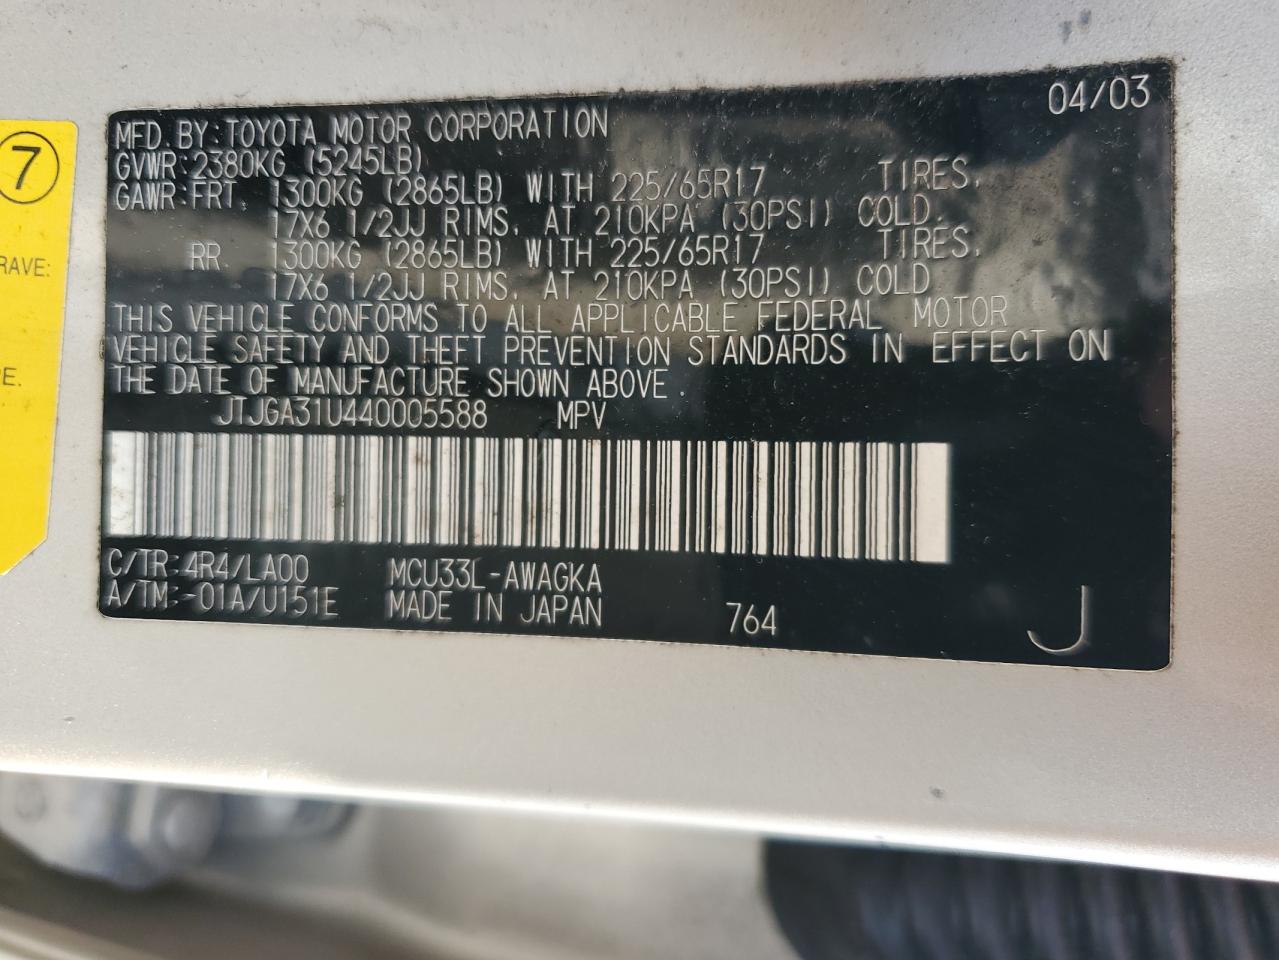 04/03
MFD. BY: TOYOTA MOTOR CORPORATION
GVWR: 2380KG (5245LB)
GAWR: FRT 1300KG (2865LB) WITH 225/65R17 TIRES,
17X6 1/2JJ RIMS, AT 210KPA (30PSI) COLD.
RR 1300KG (2865LB) WITH 225/65R17 TIRES,
17X6 1/2JJ RIMS, AT 210KPA (30PSI) COLD
THIS VEHICLE CONFORMS TO ALL APPLICABLE FEDERAL MOTOR
VEHICLE SAFETY AND THEFT PREVENTION STANDARDS IN EFFECT ON
THE DATE OF MANUFACTURE SHOWN ABOVE.
JTJGA31U440005588 MPV
C/TR: 4R4/LA00 MCU33L-AWAGKA
A/TM: -01A/U151E MADE IN JAPAN 764 J
7
RAVE:
PE.